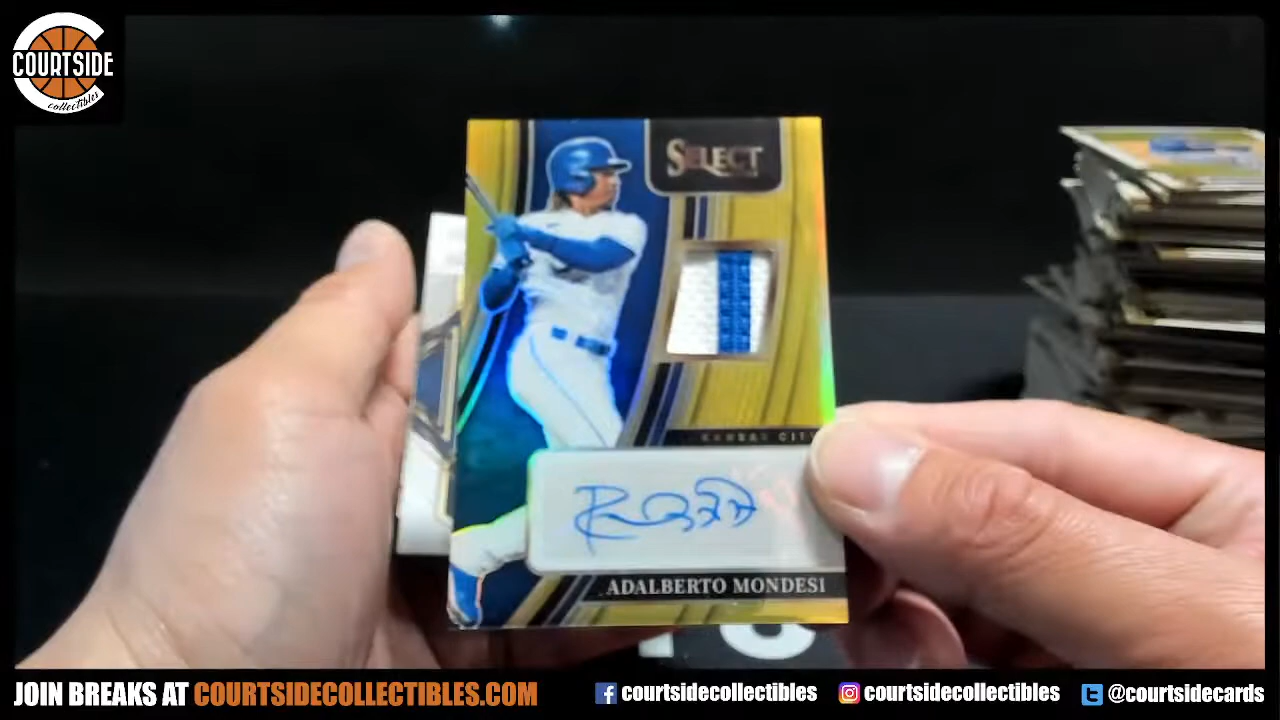 COURTSIDE
collectibles
SELECT
KANSAS CITY
ADALBERTO MONDESI
JOIN BREAKS AT COURTSIDECOLLECTIBLES.COM
courtsidecollectibles
courtsidecollectibles
@courtsidecards